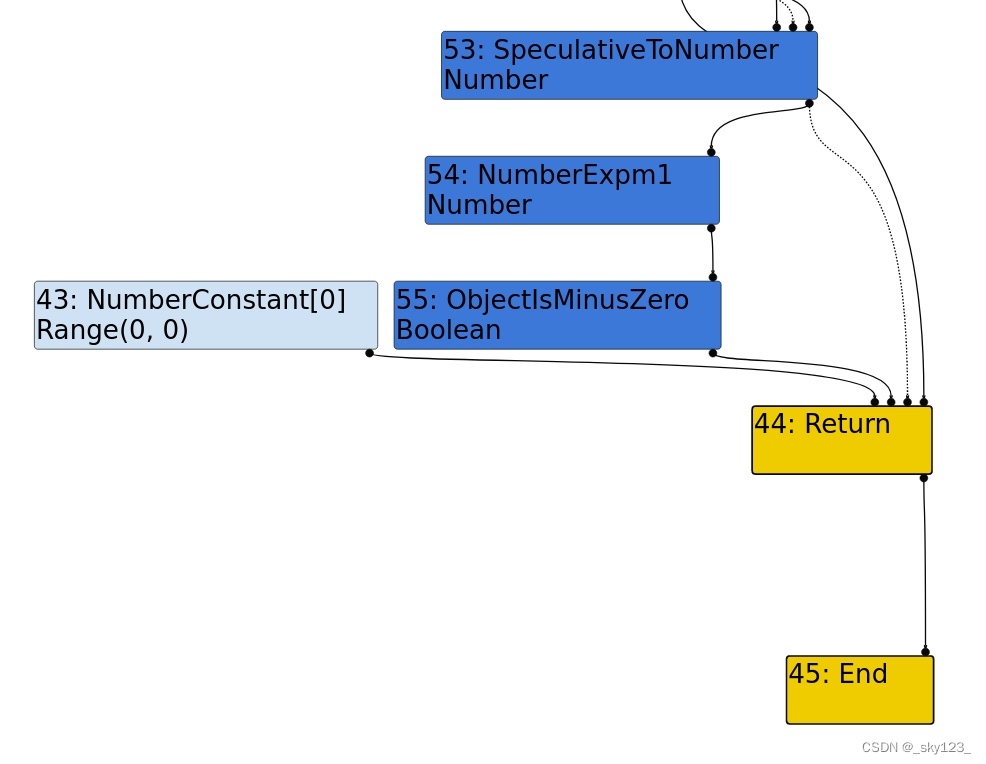 53: SpeculativeToNumber
Number
54: NumberExpm1
Number
43: NumberConstant[0]
Range(0, 0)
55: ObjectIsMinusZero
Boolean
44: Return
45: End
CSDN @_sky123_